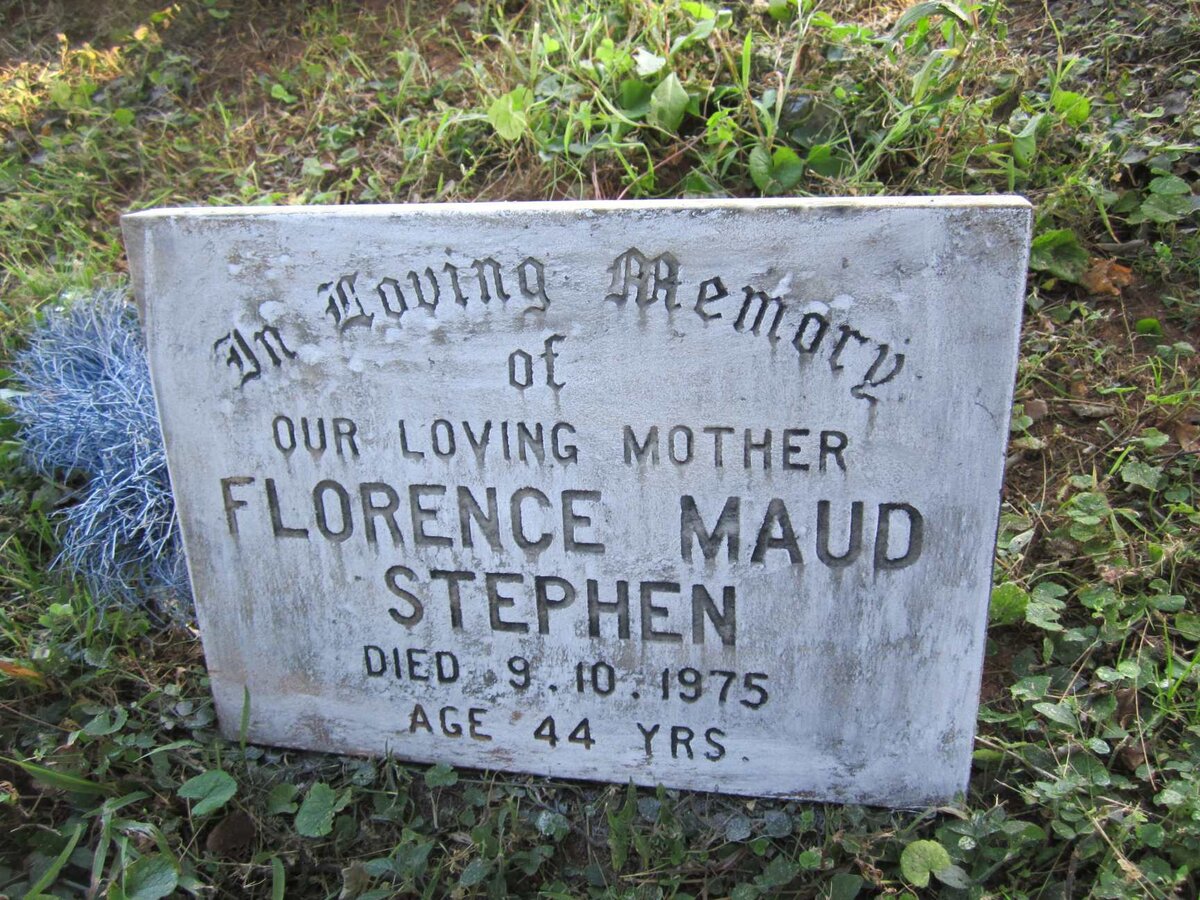 In Loving Memory
of
OUR LOVING MOTHER
FLORENCE MAUD
STEPHEN
DIED 9.10.1975
AGE 44 YRS.